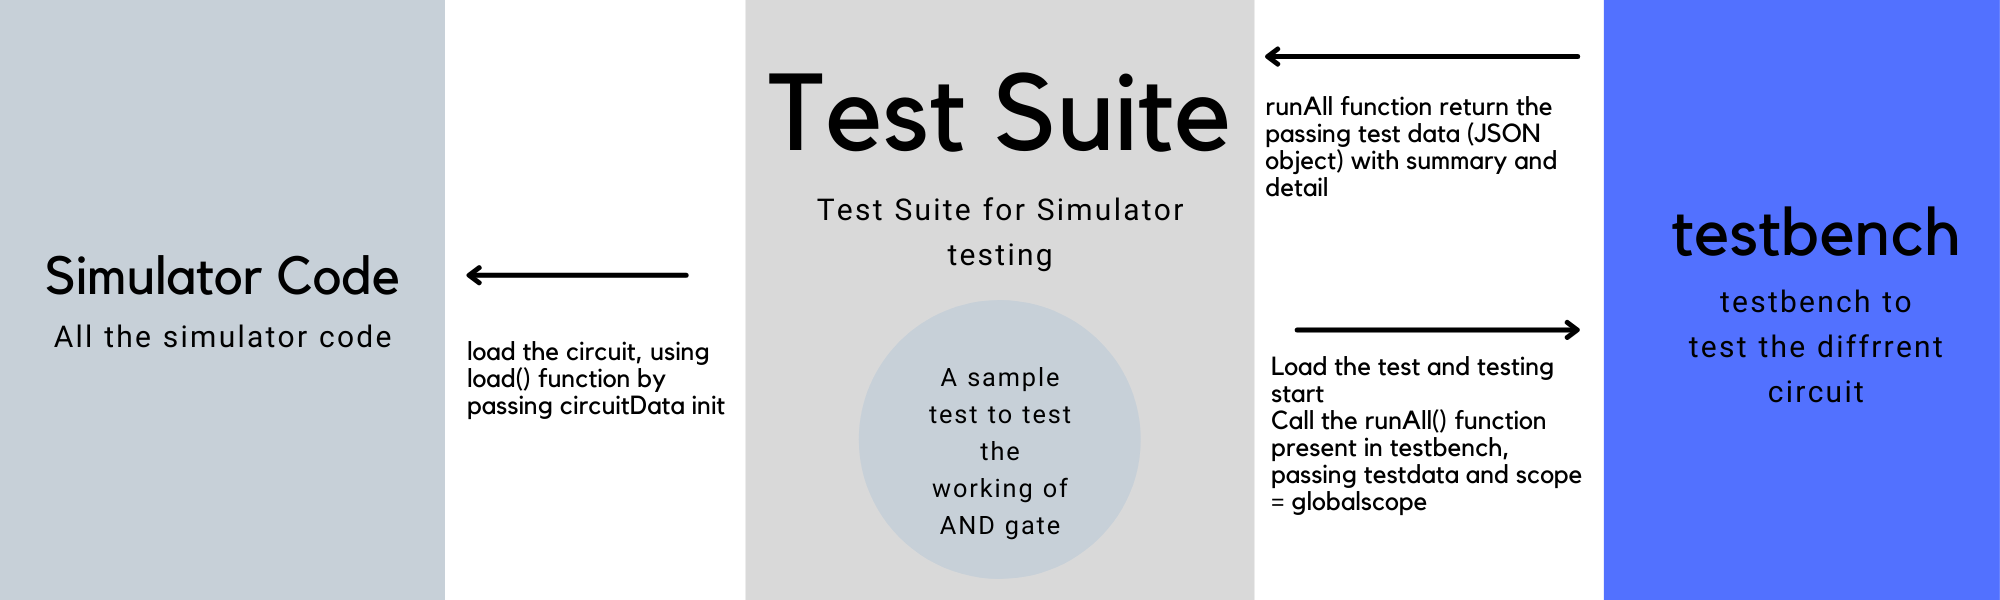 Simulator Code
All the simulator code
load the circuit, using
load() function by
passing circuitData init
Test Suite
Test Suite for Simulator
testing
A sample
test to test
the
working of
AND gate
runAll function return the
passing test data (JSON
object) with summary and
detail
Load the test and testing
start
Call the runAll() function
present in testbench,
passing testdata and scope
= globalscope
testbench
testbench to
test the diffrrent
circuit